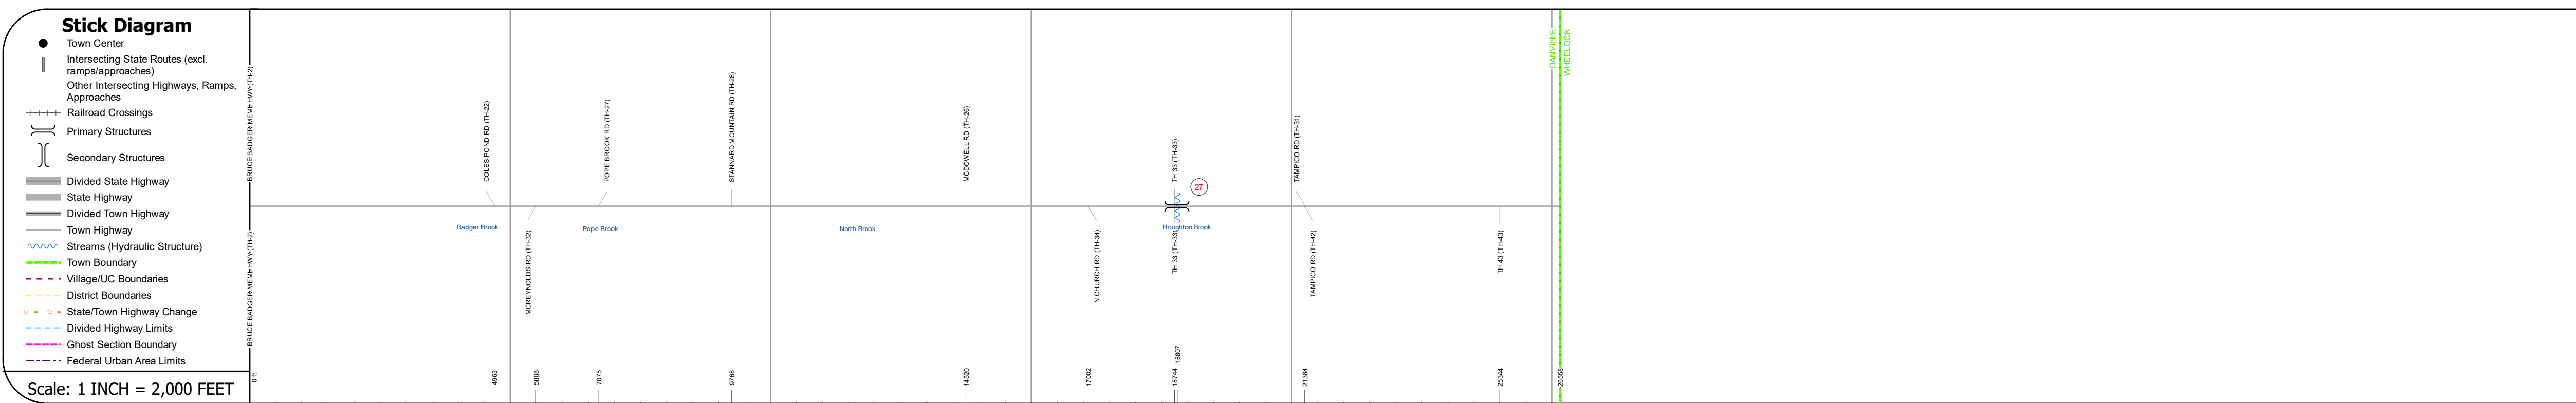 Stick Diagram
Town Center
Intersecting State Routes (excl.
ramps/approaches)
Other Intersecting Highways, Ramps,
Approaches
Railroad Crossings
Primary Structures
Secondary Structures
Divided State Highway
State Highway
Divided Town Highway
Town Highway
Streams (Hydraulic Structure)
Town Boundary
Village/UC Boundaries
District Boundaries
State/Town Highway Change
Divided Highway Limits
Ghost Section Boundary
Federal Urban Area Limits
Scale: 1 INCH = 2,000 FEET
BRUCE BADGER MEM HWY (TH-2)
BRUCE BADGER MEM HWY (TH-2)
COLES POND RD (TH-22)
MCREYNOLDS RD (TH-32)
POPE BROOK RD (TH-27)
STANNARD MOUNTAIN RD (TH-28)
MCDOWELL RD (TH-26)
N CHURCH RD (TH-34)
TH 33 (TH-33)
TH 33 (TH-33)
27
TAMPICO RD (TH-31)
TAMPICO RD (TH-42)
TH 43 (TH-43)
DANVILLE
WHEELOCK
Badger Brook
Pope Brook
North Brook
Houghton Brook
0 ft
4963
5808
7075
9768
14520
17002
18744
18807
21384
25344
26558